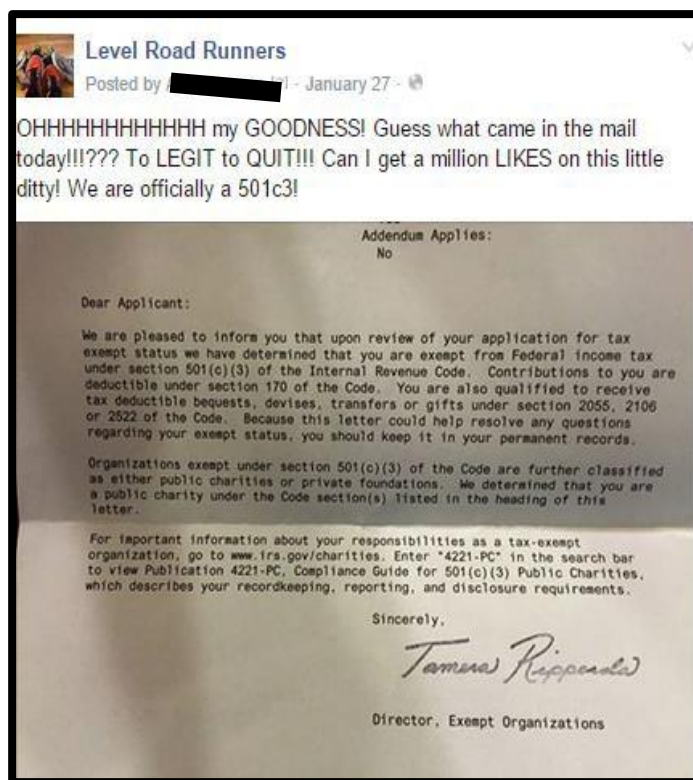 Level Road Runners
Posted by January 27
OHHHHHHHHHHHH my GOODNESS! Guess what came in the mail
today!!!??? To LEGIT to QUIT!!! Can I get a million LIKES on this little
ditty! We are officially a 501c3!
Addendum Applies:
No
Dear Applicant:
We are pleased to inform you that upon review of your application for tax
exempt status we have determined that you are exempt from Federal income tax
under section 501(c)(3) of the Internal Revenue Code. Contributions to you are
deductible under section 170 of the Code. You are also qualified to receive
tax deductible bequests, devises, transfers or gifts under section 2055, 2106
or 2522 of the Code. Because this letter could help resolve any questions
regarding your exempt status, you should keep it in your permanent records.
Organizations exempt under section 501(c)(3) of the Code are further classified
as either public charities or private foundations. We determined that you are
a public charity under the Code section(s) listed in the heading of this
letter.
For important information about your responsibilities as a tax-exempt
organization, go to www.irs.gov/charities. Enter "4221-PC" in the search bar
to view Publication 4221-PC, Compliance Guide for 501(c)(3) Public Charities,
which describes your recordkeeping, reporting, and disclosure requirements.
Sincerely,
Tamera Ripperda
Director, Exempt Organizations